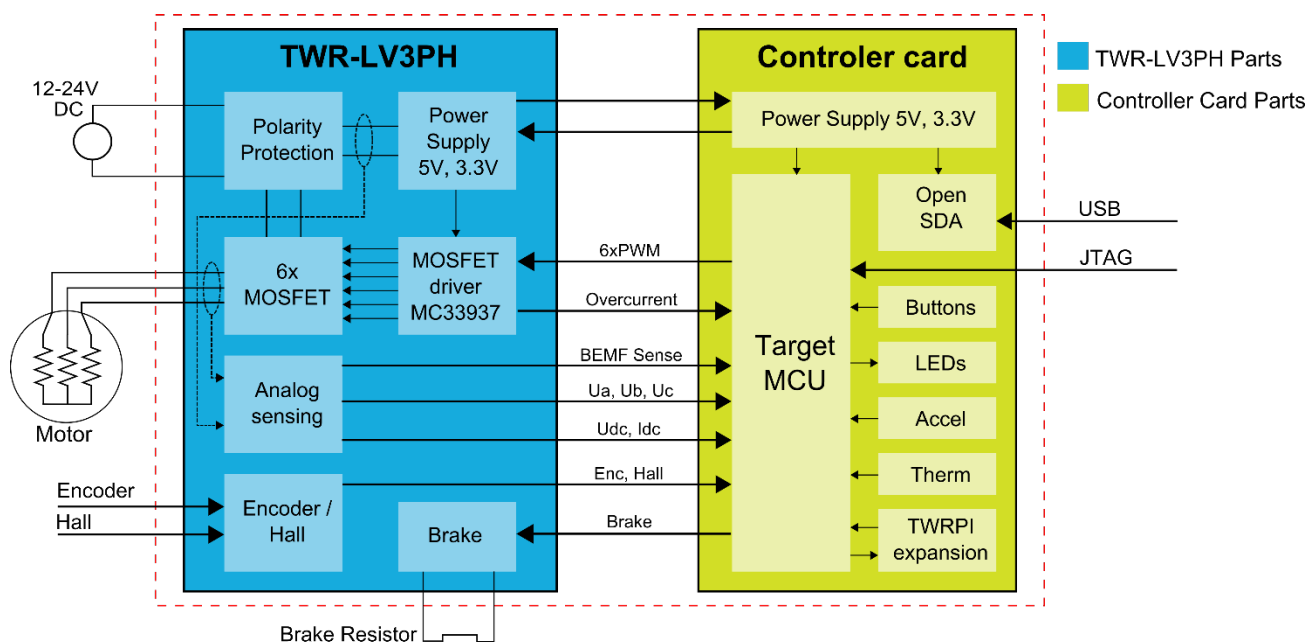 TWR-LV3PH
Controler card
TWR-LV3PH Parts
Controller Card Parts
12-24V
DC
Polarity
Protection
Power
Supply
5V, 3.3V
Power Supply 5V, 3.3V
Open
SDA
USB
JTAG
6x
MOSFET
MOSFET
driver
MC33937
6xPWM
Overcurrent
BEMF Sense
Ua, Ub, Uc
Udc, Idc
Enc, Hall
Brake
Target
MCU
Buttons
LEDs
Accel
Therm
TWRPI
expansion
Motor
Analog
sensing
Encoder
Hall
Encoder /
Hall
Brake
Brake Resistor